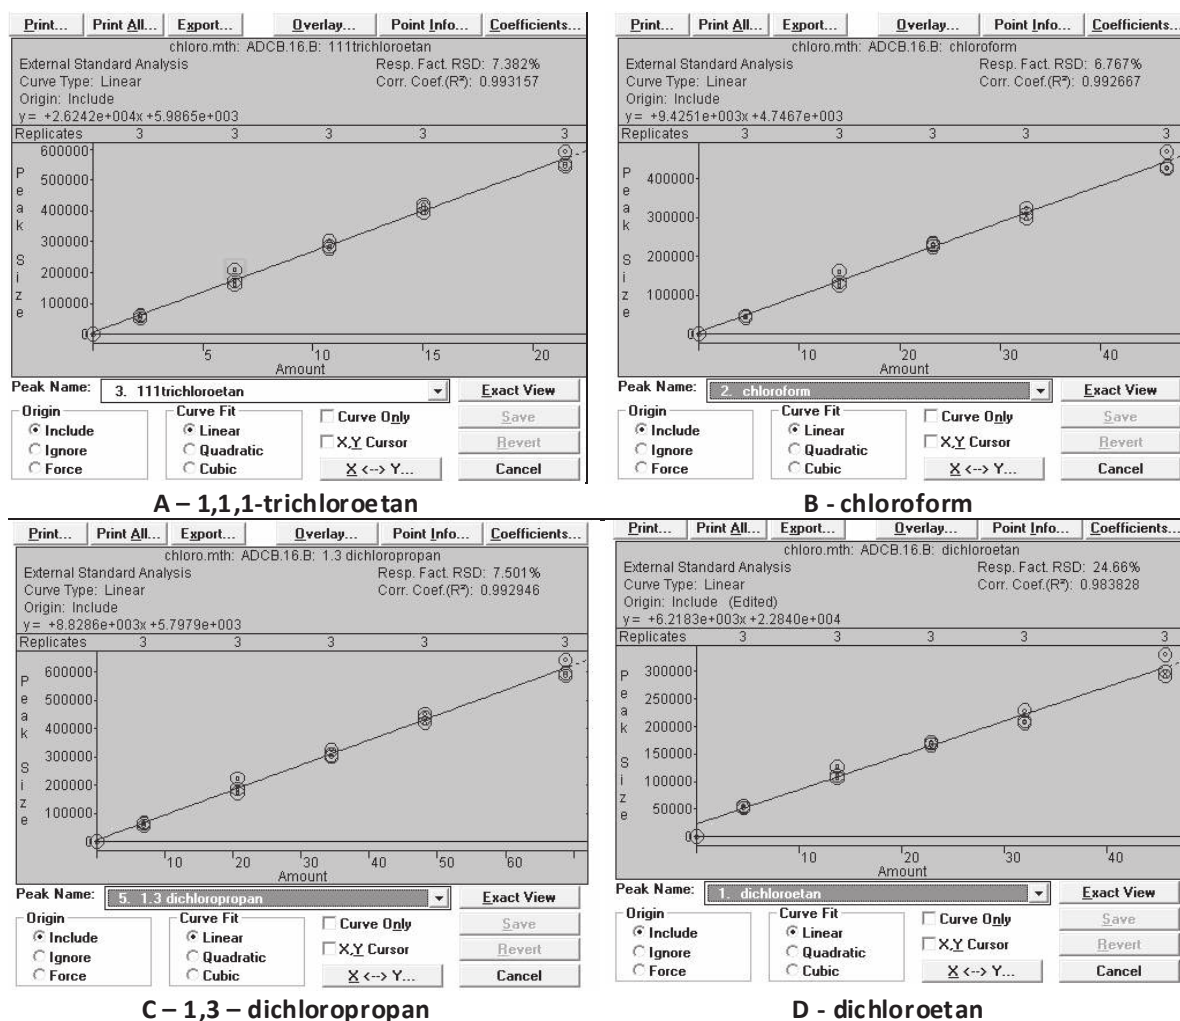 Print... Print All... Export... Overlay... Point Info... Coefficients...
chloro.mth: ADCB.16.B: 111trichloroetan
External Standard Analysis Resp. Fact. RSD: 7.382%
Curve Type: Linear Corr. Coef.(R²): 0.993157
Origin: Include
y = +2.6242e+004x +5.9865e+003
Replicates 3 3 3 3 3
Peak Size
600000
500000
400000
300000
200000
100000
0
5 10 15 20
Amount
Peak Name: 3. 111trichloroetan Exact View
Origin Curve Fit Curve Only Save
Include Linear
Ignore Quadratic X,Y Cursor Revert
Force Cubic X <--> Y... Cancel
A – 1,1,1-trichloroetan
Print... Print All... Export... Overlay... Point Info... Coefficients...
chloro.mth: ADCB.16.B: chloroform
External Standard Analysis Resp. Fact. RSD: 6.767%
Curve Type: Linear Corr. Coef.(R²): 0.992667
Origin: Include
y = +9.4251e+003x +4.7467e+003
Replicates 3 3 3 3 3
Peak Size
400000
300000
200000
100000
0
10 20 30 40
Amount
Peak Name: 2. chloroform Exact View
Origin Curve Fit Curve Only Save
Include Linear
Ignore Quadratic X,Y Cursor Revert
Force Cubic X <--> Y... Cancel
B - chloroform
Print... Print All... Export... Overlay... Point Info... Coefficients...
chloro.mth: ADCB.16.B: 1.3 dichloropropan
External Standard Analysis Resp. Fact. RSD: 7.501%
Curve Type: Linear Corr. Coef.(R²): 0.992946
Origin: Include
y = +8.8286e+003x +5.7979e+003
Replicates 3 3 3 3 3
Peak Size
600000
500000
400000
300000
200000
100000
0
10 20 30 40 50 60
Amount
Peak Name: 5. 1.3 dichloropropan Exact View
Origin Curve Fit Curve Only Save
Include Linear
Ignore Quadratic X,Y Cursor Revert
Force Cubic X <--> Y... Cancel
C – 1,3 – dichloropropan
Print... Print All... Export... Overlay... Point Info... Coefficients...
chloro.mth: ADCB.16.B: dichloroetan
External Standard Analysis Resp. Fact. RSD: 24.66%
Curve Type: Linear Corr. Coef.(R²): 0.983828
Origin: Include (Edited)
y = +6.2183e+003x +2.2840e+004
Replicates 3 3 3 3 3
Peak Size
300000
250000
200000
150000
100000
50000
0
10 20 30 40
Amount
Peak Name: 1. dichloroetan Exact View
Origin Curve Fit Curve Only Save
Include Linear
Ignore Quadratic X,Y Cursor Revert
Force Cubic X <--> Y... Cancel
D - dichloroetan